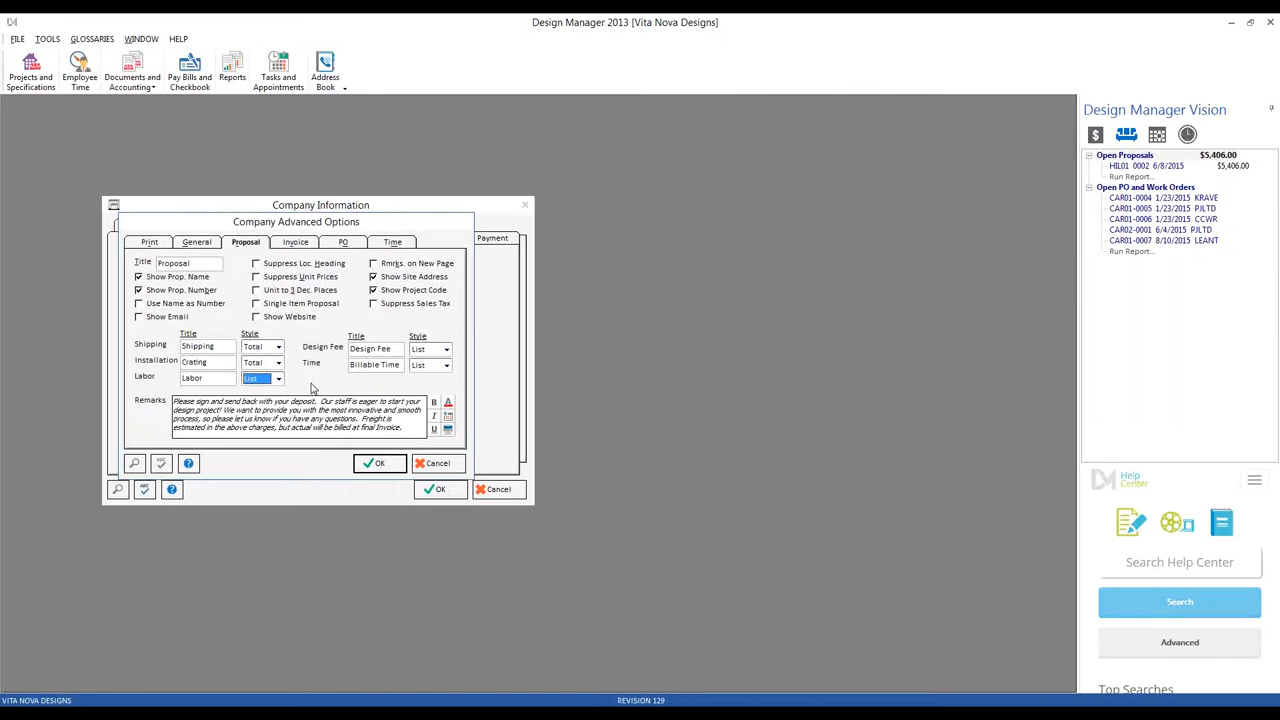 Design Manager 2013 [Vita Nova Designs]
FILE TOOLS GLOSSARIES WINDOW HELP
Projects and Specifications
Employee Time
Documents and Accounting
Pay Bills and Checkbook
Reports
Tasks and Appointments
Address Book
Design Manager Vision
Open Proposals $5,406.00
HIL01 0002 6/8/2015 $5,406.00
Run Report...
Open PO and Work Orders
CAR01-0004 1/23/2015 KRAVE
CAR01-0005 1/23/2015 PJLTD
CAR01-0006 1/23/2015 CCWR
CAR02-0001 6/4/2015 PJLTD
CAR01-0007 8/10/2015 LEANT
Run Report...
Company Information
Company Advanced Options
Print General Proposal Invoice PO Time
Payment
Title Proposal
Suppress Loc. Heading
Rmrks. on New Page
Show Prop. Name
Suppress Unit Prices
Show Site Address
Show Prop. Number
Unit to 3 Dec. Places
Show Project Code
Use Name as Number
Single Item Proposal
Suppress Sales Tax
Show Email
Show Website
Title Style Title Style
Shipping Shipping Total
Design Fee Design Fee List
Installation Crating Total
Time Billable Time List
Labor Labor List
Remarks
Please sign and send back with your deposit. Our staff is eager to start your
design project! We want to provide you with the most innovative and smooth
process, so please let us know if you have any questions. Freight is
estimated in the above charges, but actual will be billed at final Invoice.
B A
I
U
ABC ? OK Cancel
ABC ? OK Cancel
DM Help Center
Search Help Center
Search
Advanced
Top Searches
VITA NOVA DESIGNS
REVISION 129